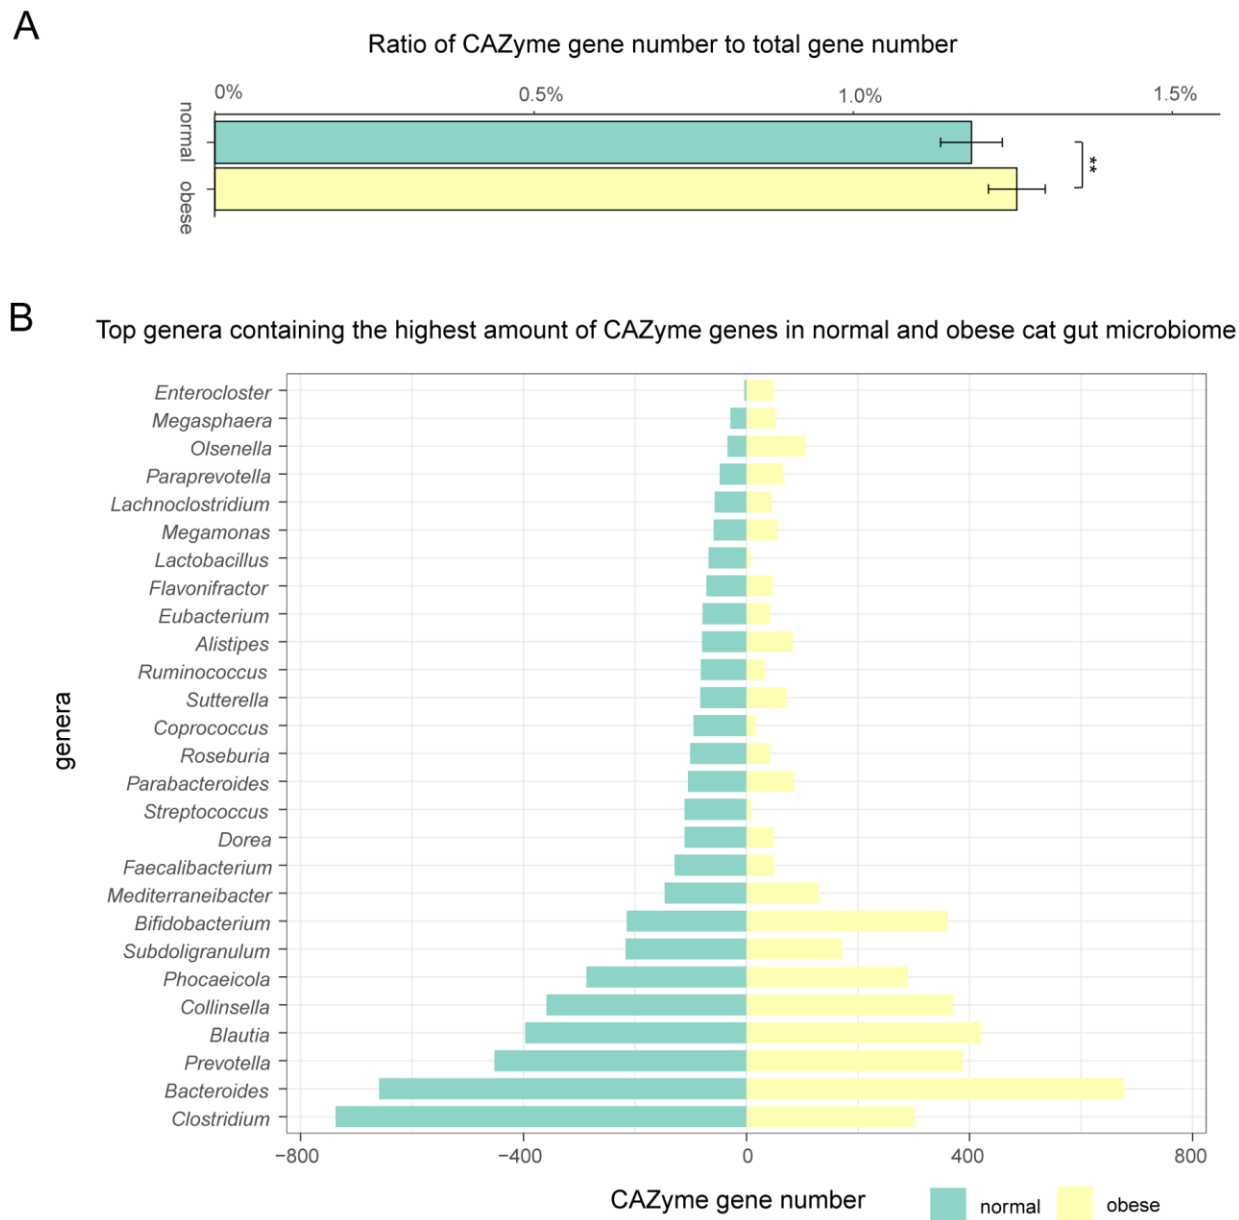 A
Ratio of CAZyme gene number to total gene number
0% 0.5% 1.0% 1.5%
normal
obese
**
B
Top genera containing the highest amount of CAZyme genes in normal and obese cat gut microbiome
genera
Enterocloster
Megasphaera
Olsenella
Paraprevotella
Lachnoclostridium
Megamonas
Lactobacillus
Flavonifractor
Eubacterium
Alistipes
Ruminococcus
Sutterella
Coprococcus
Roseburia
Parabacteroides
Streptococcus
Dorea
Faecalibacterium
Mediterraneibacter
Bifidobacterium
Subdoligranulum
Phocaeicola
Collinsella
Blautia
Prevotella
Bacteroides
Clostridium
−800 −400 0 400 800
CAZyme gene number
normal obese